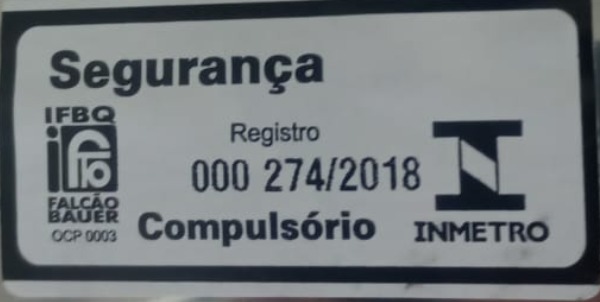 Segurança
IFBQ
Registro
000 274/2018
FALCÃO
BAUER
OCP 0003
Compulsório
INMETRO